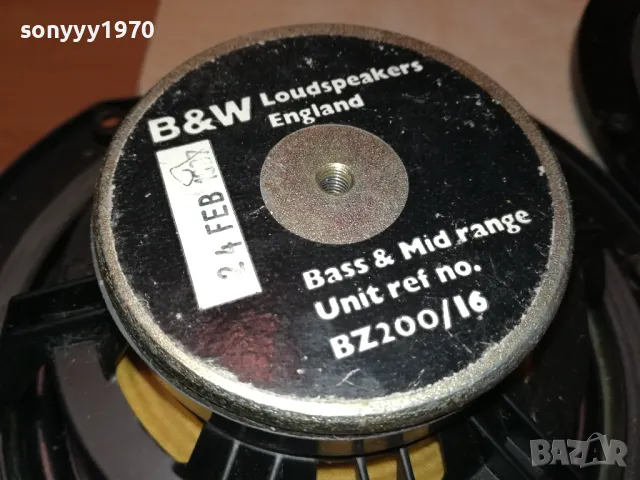 sonyyy1970
B&W Loudspeakers
England
24 FEB
Bass & Mid range
Unit ref no.
BZ200/16
BAZAR